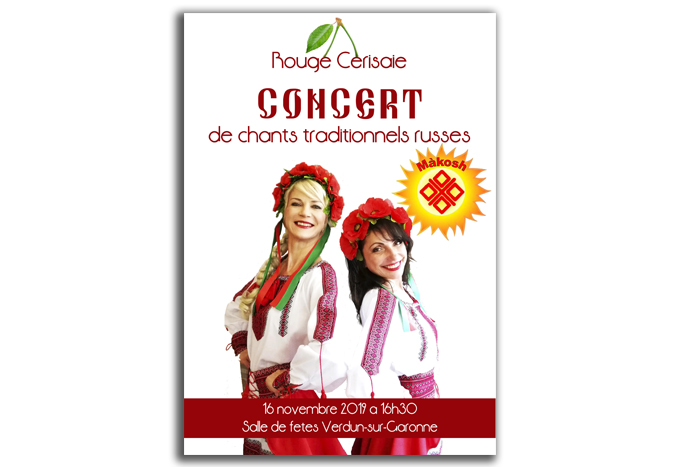 Rouge Cerisaie
CONCERT
de chants traditionnels russes
Màkosh
16 novembre 2019 a 16h30
Salle de fetes Verdun-sur-Garonne